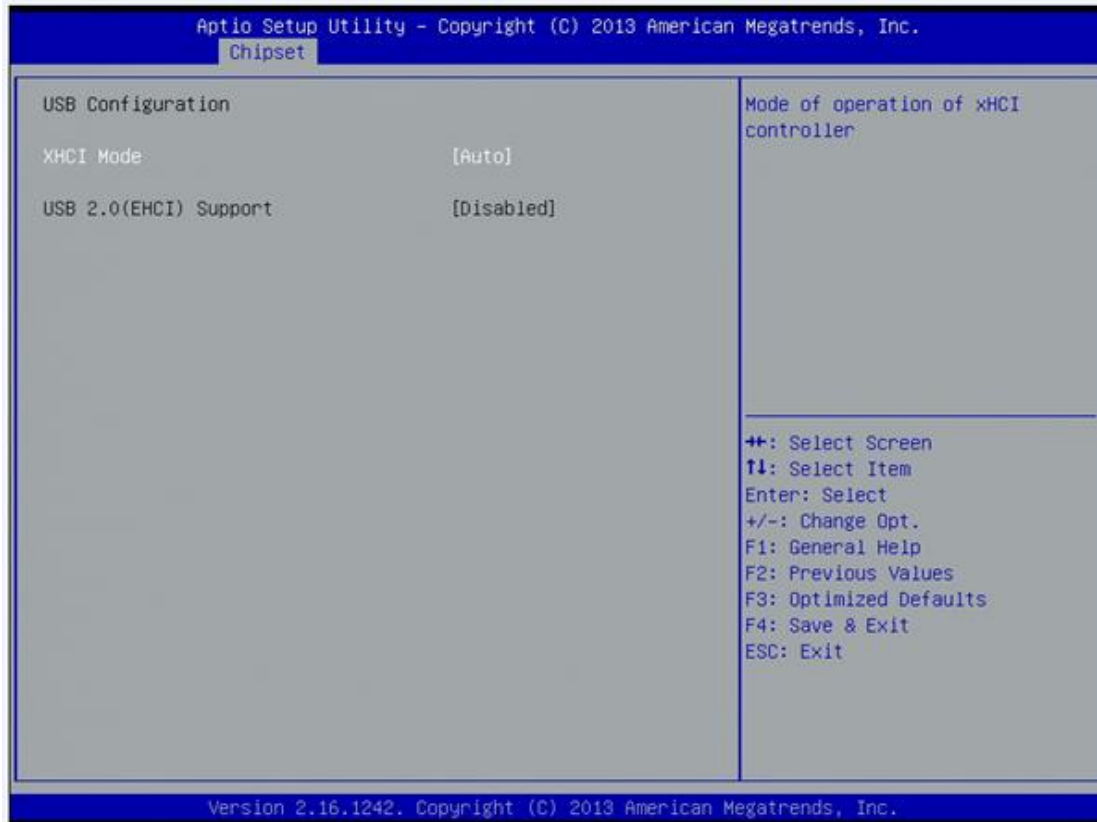 Aptio Setup Utility – Copyright (C) 2013 American Megatrends, Inc.
Chipset
USB Configuration
XHCI Mode [Auto]
USB 2.0(EHCI) Support [Disabled]
Mode of operation of xHCI
controller
→←: Select Screen
↑↓: Select Item
Enter: Select
+/-: Change Opt.
F1: General Help
F2: Previous Values
F3: Optimized Defaults
F4: Save & Exit
ESC: Exit
Version 2.16.1242. Copyright (C) 2013 American Megatrends, Inc.